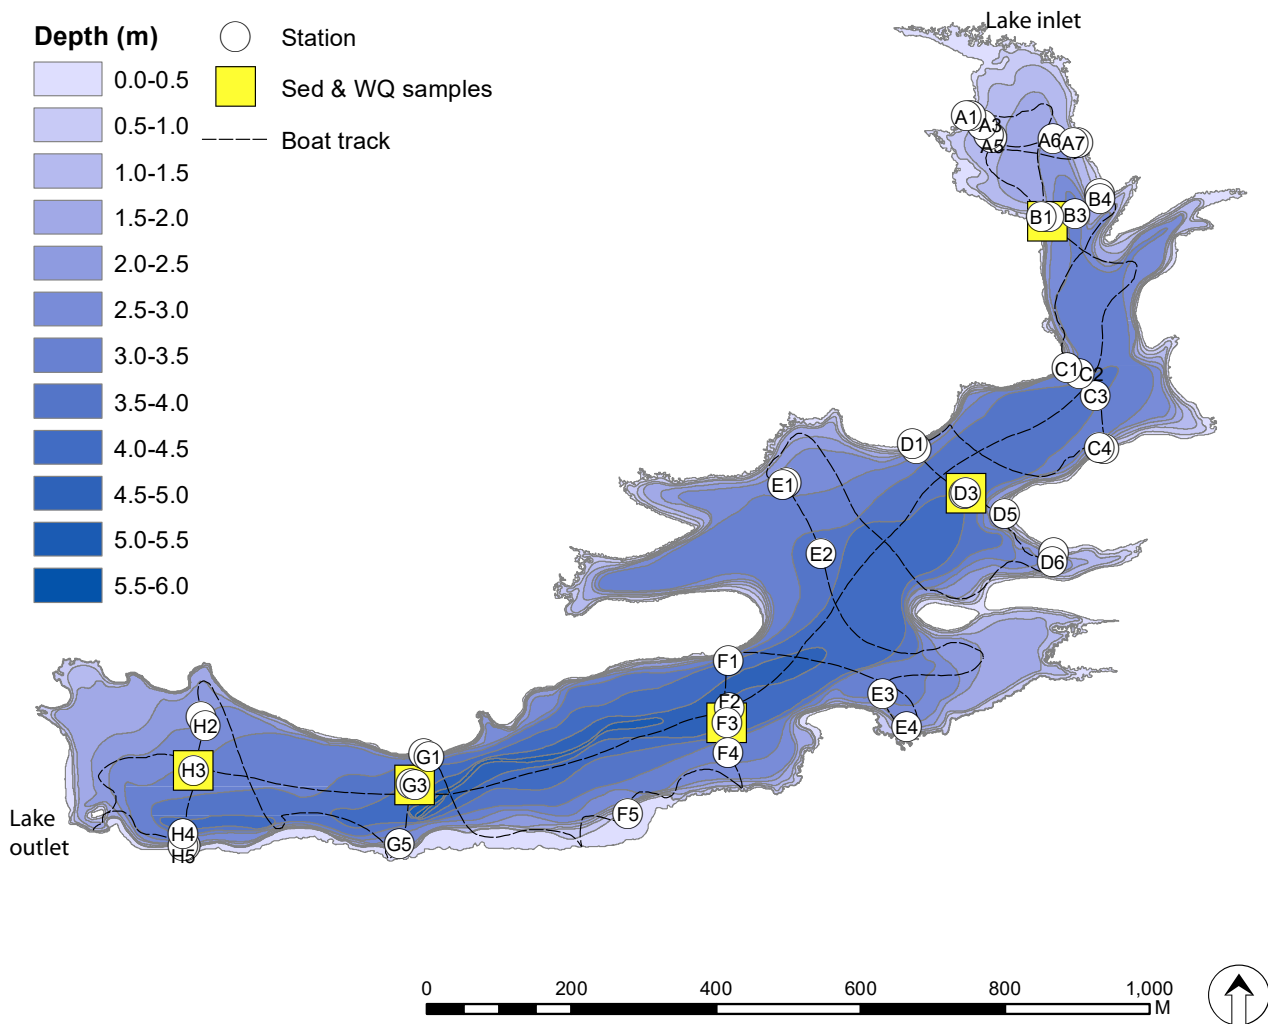 Lake inlet
Depth (m)
Station
0.0-0.5
Sed & WQ samples
0.5-1.0
Boat track
1.0-1.5
1.5-2.0
2.0-2.5
2.5-3.0
3.0-3.5
3.5-4.0
4.0-4.5
4.5-5.0
5.0-5.5
5.5-6.0
A1
A3
A5
A6
A7
B4
B1
B3
C1
C2
C3
C4
D1
D3
D5
D6
E1
E2
E3
E4
F1
F2
F3
F4
F5
G1
G3
G5
H2
H3
H4
H5
Lake
outlet
0 200 400 600 800 1,000
M